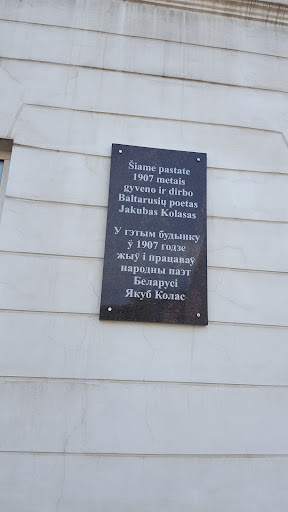 Šiame pastate
1907 metais
gyveno ir dirbo
Baltarusių poetas
Jakubas Kolasas
У гэтым будынку
ў 1907 годзе
жыў і працаваў
народны паэт
Беларусі
Якуб Колас